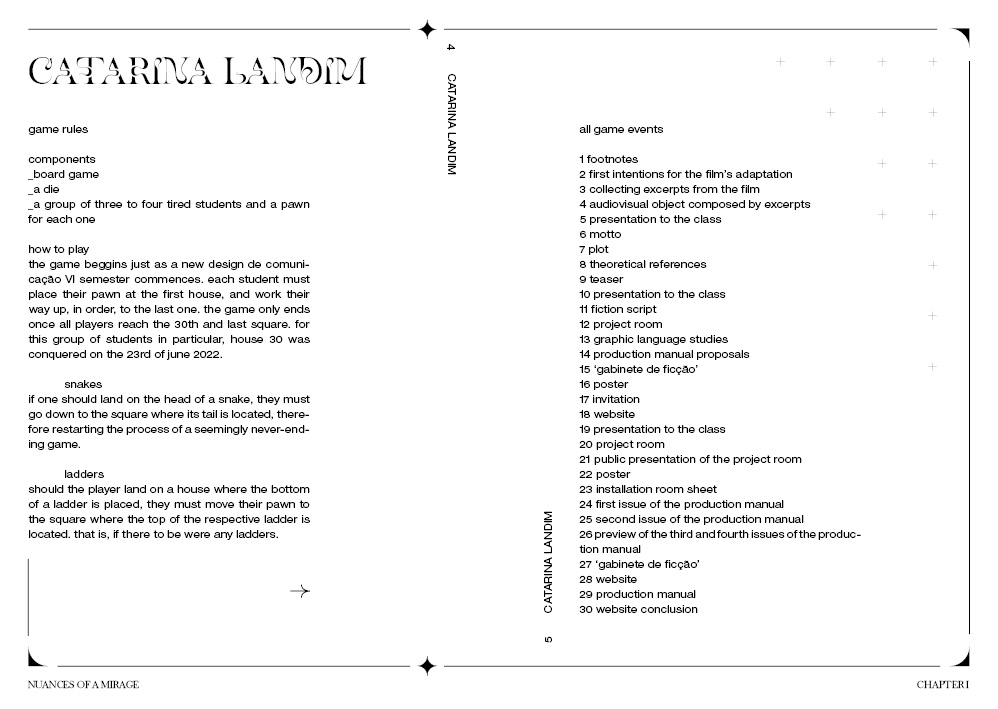 CATARINA LANDIM
game rules
components
_board game
_a die
_a group of three to four tired students and a pawn
for each one
how to play
the game beggins just as a new design de comuni-
cação VI semester commences. each student must
place their pawn at the first house, and work their
way up, in order, to the last one. the game only ends
once all players reach the 30th and last square. for
this group of students in particular, house 30 was
conquered on the 23rd of june 2022.
snakes
if one should land on the head of a snake, they must
go down to the square where its tail is located, there-
fore restarting the process of a seemingly never-end-
ing game.
ladders
should the player land on a house where the bottom
of a ladder is placed, they must move their pawn to
the square where the top of the respective ladder is
located. that is, if there to be were any ladders.
4 CATARINA LANDIM
all game events
1 footnotes
2 first intentions for the film's adaptation
3 collecting excerpts from the film
4 audiovisual object composed by excerpts
5 presentation to the class
6 motto
7 plot
8 theoretical references
9 teaser
10 presentation to the class
11 fiction script
12 project room
13 graphic language studies
14 production manual proposals
15 ‘gabinete de ficção’
16 poster
17 invitation
18 website
19 presentation to the class
20 project room
21 public presentation of the project room
22 poster
23 installation room sheet
24 first issue of the production manual
25 second issue of the production manual
26 preview of the third and fourth issues of the produc-
tion manual
27 ‘gabinete de ficção’
28 website
29 production manual
30 website conclusion
5 CATARINA LANDIM
NUANCES OF A MIRAGE
CHAPTER I